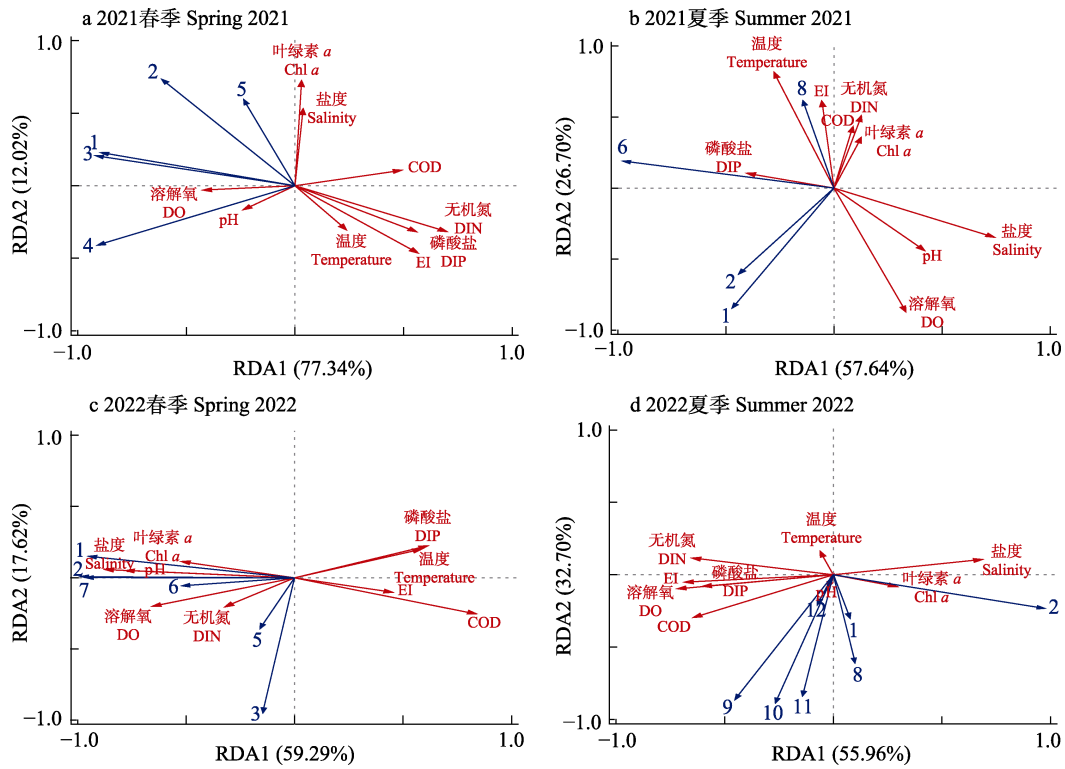 a 2021春季 Spring 2021
1.0
叶绿素 a
Chl a
2
5
盐度
Salinity
1
3
COD
溶解氧
DO
pH
无机氮
DIN
温度
Temperature
磷酸盐
DIP
EI
4
RDA2 (12.02%)
−1.0
−1.0
1.0
RDA1 (77.34%)
b 2021夏季 Summer 2021
1.0
温度
Temperature
8
EI
无机氮
DIN
COD
叶绿素 a
Chl a
6
磷酸盐
DIP
盐度
Salinity
pH
2
1
溶解氧
DO
RDA2 (26.70%)
−1.0
−1.0
1.0
RDA1 (57.64%)
c 2022春季 Spring 2022
1.0
磷酸盐
DIP
1
盐度
Salinity
叶绿素 a
Chl a
pH
2
7
6
温度
Temperature
EI
溶解氧
DO
无机氮
DIN
COD
5
3
RDA2 (17.62%)
−1.0
−1.0
1.0
RDA1 (59.29%)
d 2022夏季 Summer 2022
1.0
温度
Temperature
无机氮
DIN
盐度
Salinity
EI
磷酸盐
DIP
叶绿素 a
Chl a
溶解氧
DO
pH
12
2
COD
1
8
9
10
11
RDA2 (32.70%)
−1.0
−1.0
1.0
RDA1 (55.96%)